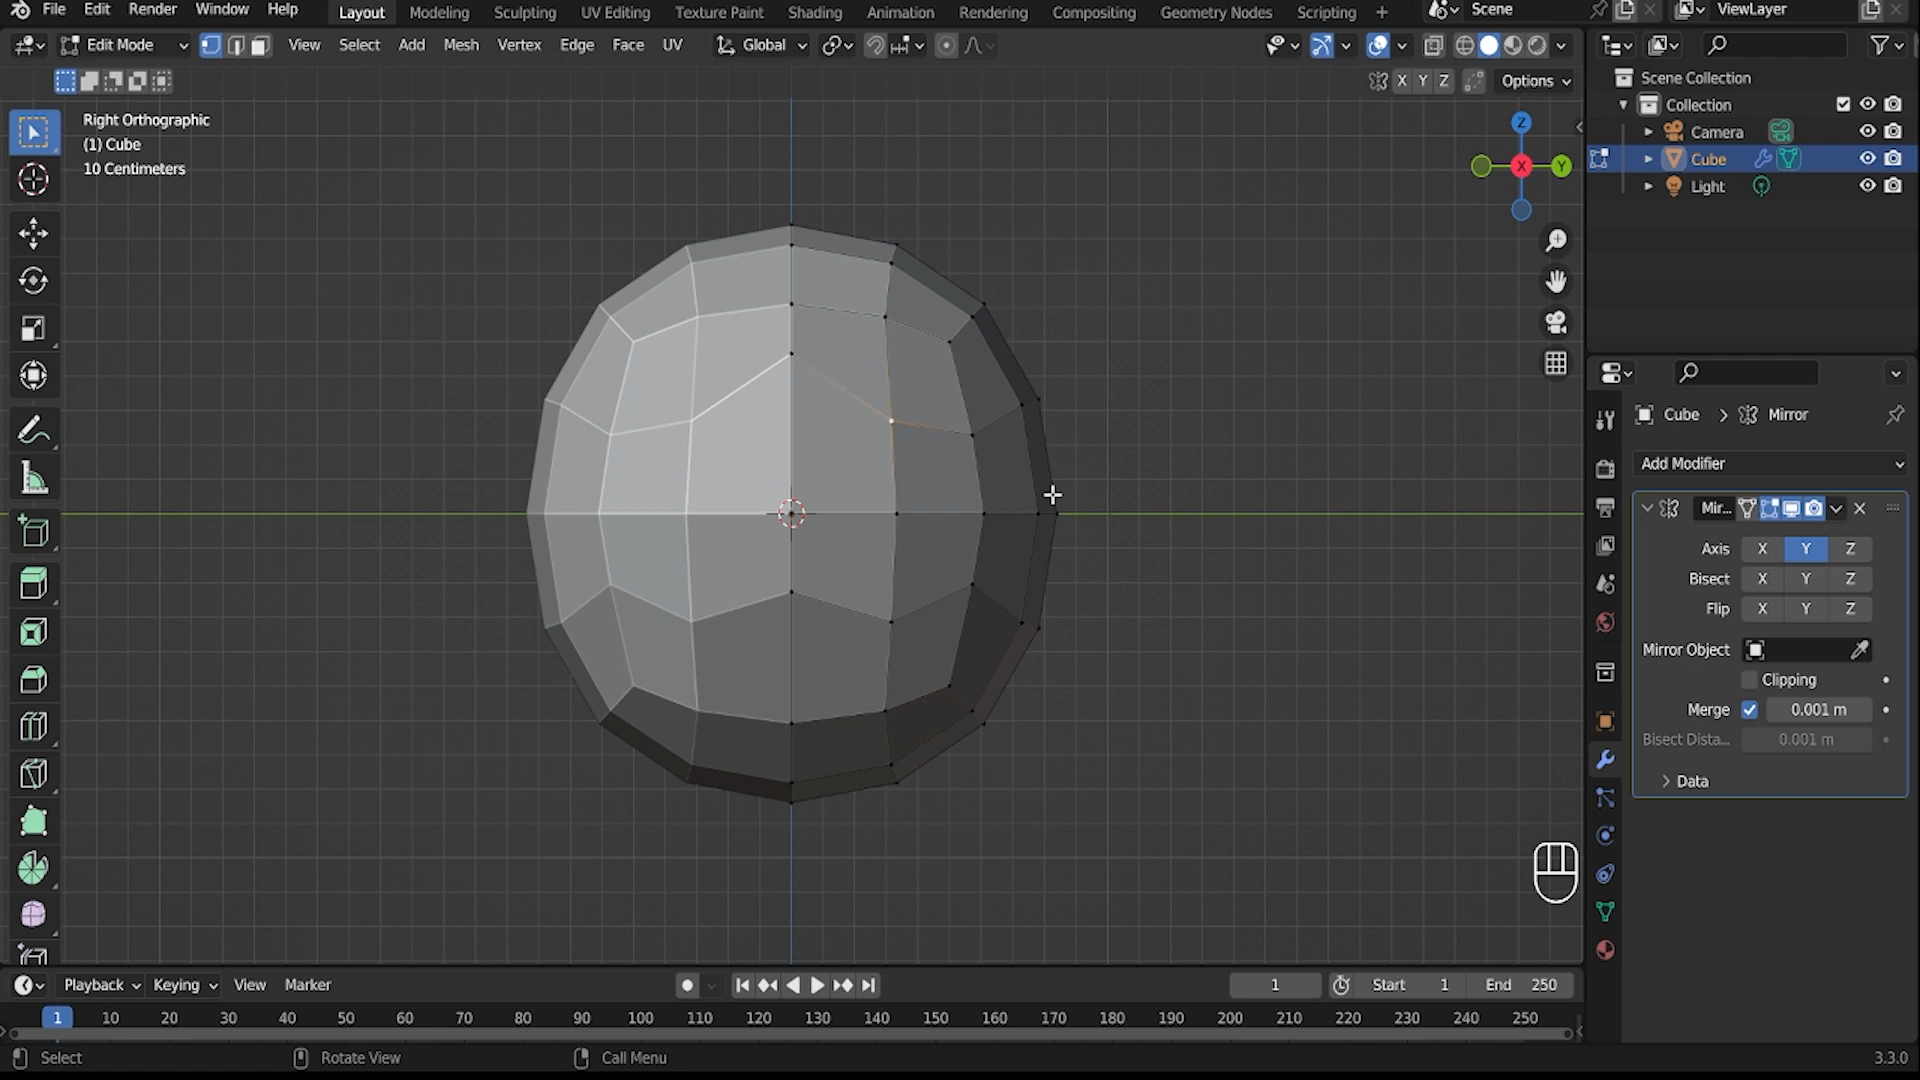 File Edit Render Window Help Layout Modeling Sculpting UV Editing Texture Paint Shading Animation Rendering Compositing Geometry Nodes Scripting + Scene ViewLayer
Edit Mode View Select Add Mesh Vertex Edge Face UV Global
X Y Z Options
Scene Collection
Collection
Camera
Cube
Light
Right Orthographic
(1) Cube
10 Centimeters
Z
X Y
Cube > Mirror
Add Modifier
Mir...
Axis X Y Z
Bisect X Y Z
Flip X Y Z
Mirror Object
Clipping
Merge 0.001 m
Bisect Dista... 0.001 m
> Data
Playback Keying View Marker 1 Start 1 End 250
1 10 20 30 40 50 60 70 80 90 100 110 120 130 140 150 160 170 180 190 200 210 220 230 240 250
Select Rotate View Call Menu 3.3.0